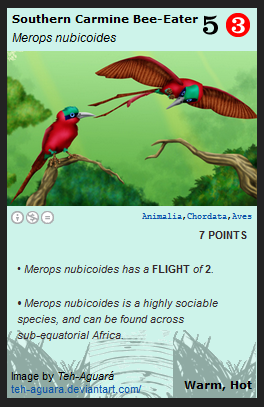 Southern Carmine Bee-Eater 5 3
Merops nubicoides
Animalia,Chordata,Aves
7 POINTS
• Merops nubicoides has a FLIGHT of 2.
• Merops nubicoides is a highly sociable
species, and can be found across
sub-equatorial Africa.
Image by Teh-Aguará
teh-aguara.deviantart.com/
Warm, Hot